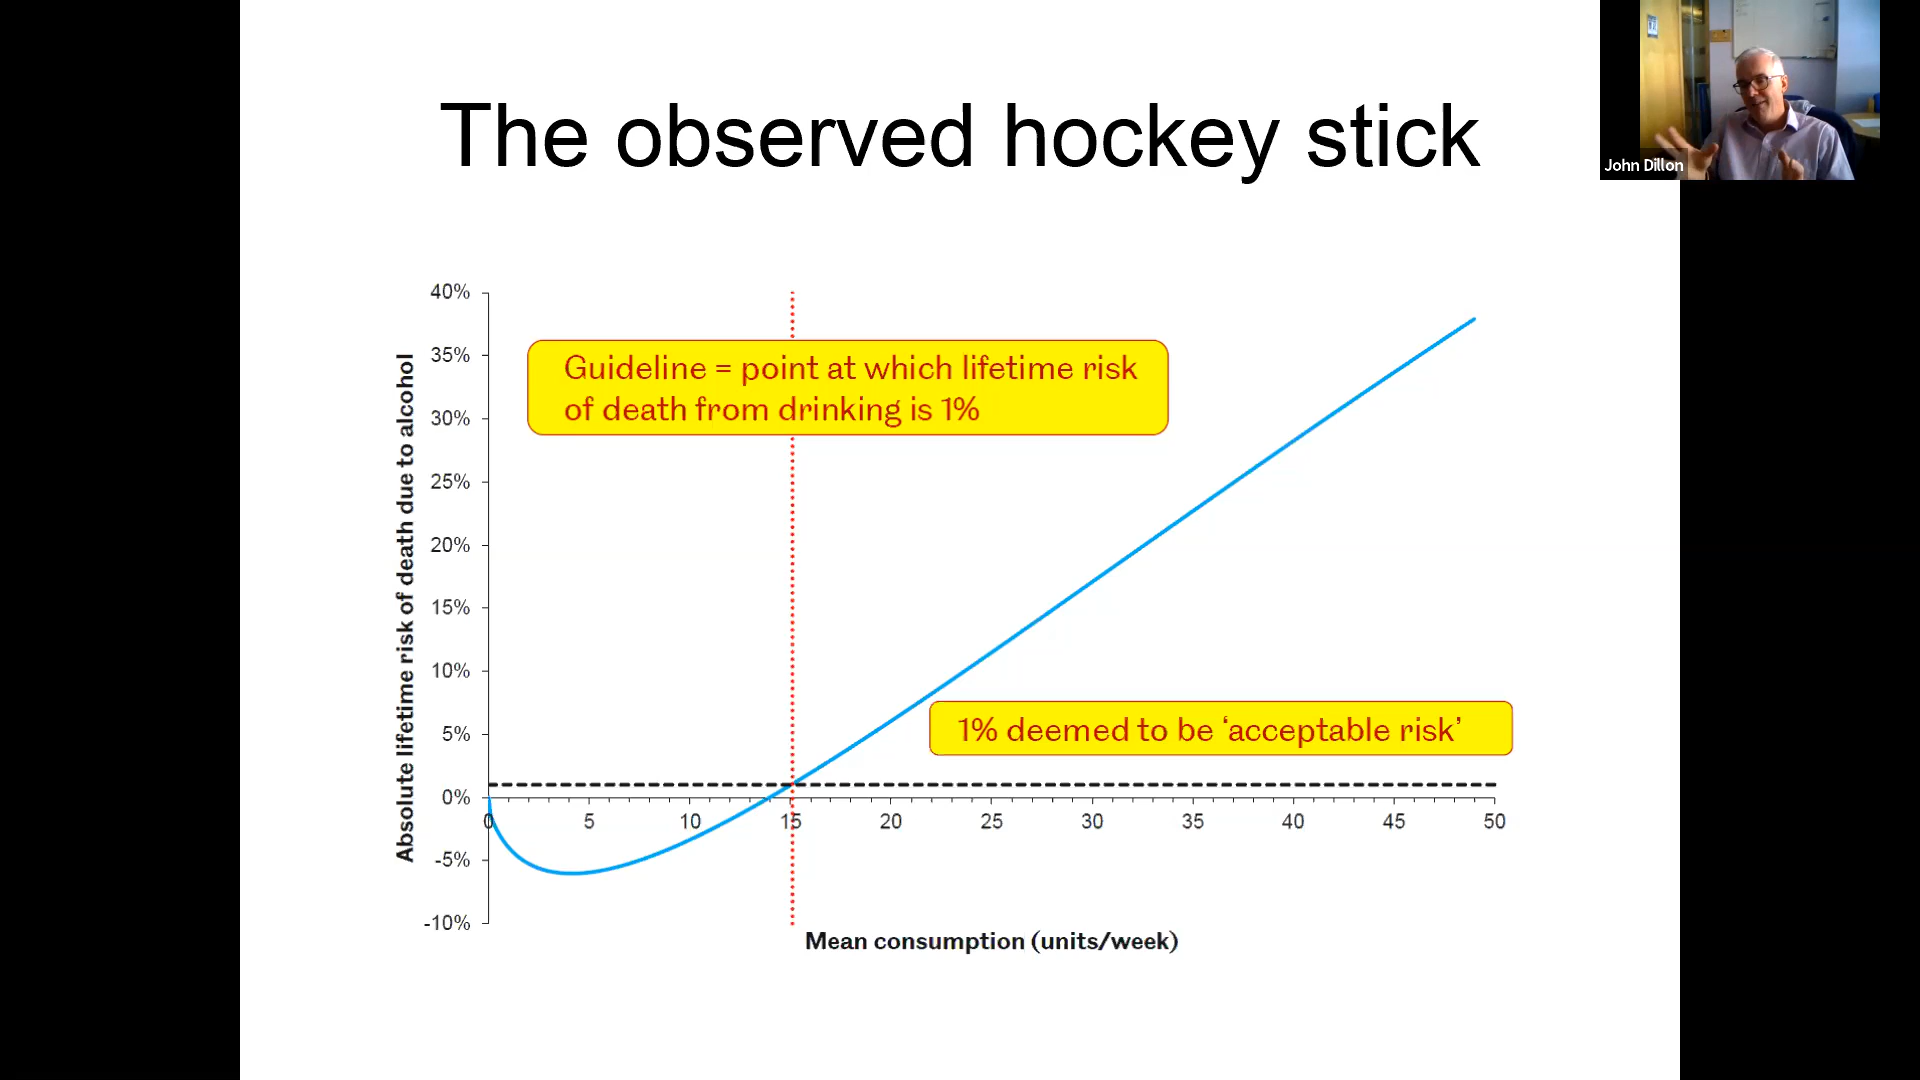 The observed hockey stick
John Dillon
40%
35%
30%
25%
20%
15%
10%
5%
0%
-5%
-10%
Absolute lifetime risk of death due to alcohol
Guideline = point at which lifetime risk
of death from drinking is 1%
1% deemed to be ‘acceptable risk’
0 5 10 15 20 25 30 35 40 45 50
Mean consumption (units/week)